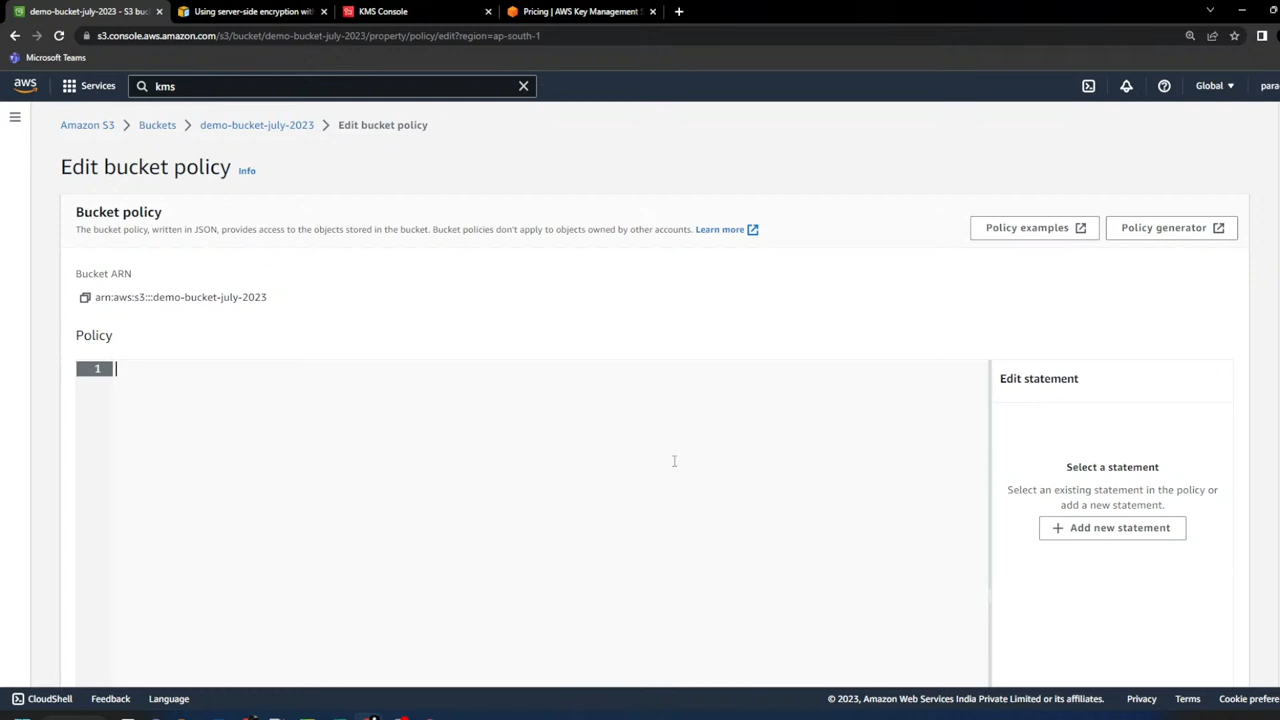 demo-bucket-july-2023 - S3 buc
Using server-side encryption with
KMS Console
Pricing | AWS Key Management S
s3.console.aws.amazon.com/s3/bucket/demo-bucket-july-2023/property/policy/edit?region=ap-south-1
Microsoft Teams
aws
Services
kms
Global
para
Amazon S3 > Buckets > demo-bucket-july-2023 > Edit bucket policy
Edit bucket policy Info
Bucket policy
The bucket policy, written in JSON, provides access to the objects stored in the bucket. Bucket policies don't apply to objects owned by other accounts. Learn more
Policy examples
Policy generator
Bucket ARN
arn:aws:s3:::demo-bucket-july-2023
Policy
1
Edit statement
Select a statement
Select an existing statement in the policy or
add a new statement.
+ Add new statement
CloudShell
Feedback
Language
© 2023, Amazon Web Services India Private Limited or its affiliates.
Privacy
Terms
Cookie prefere